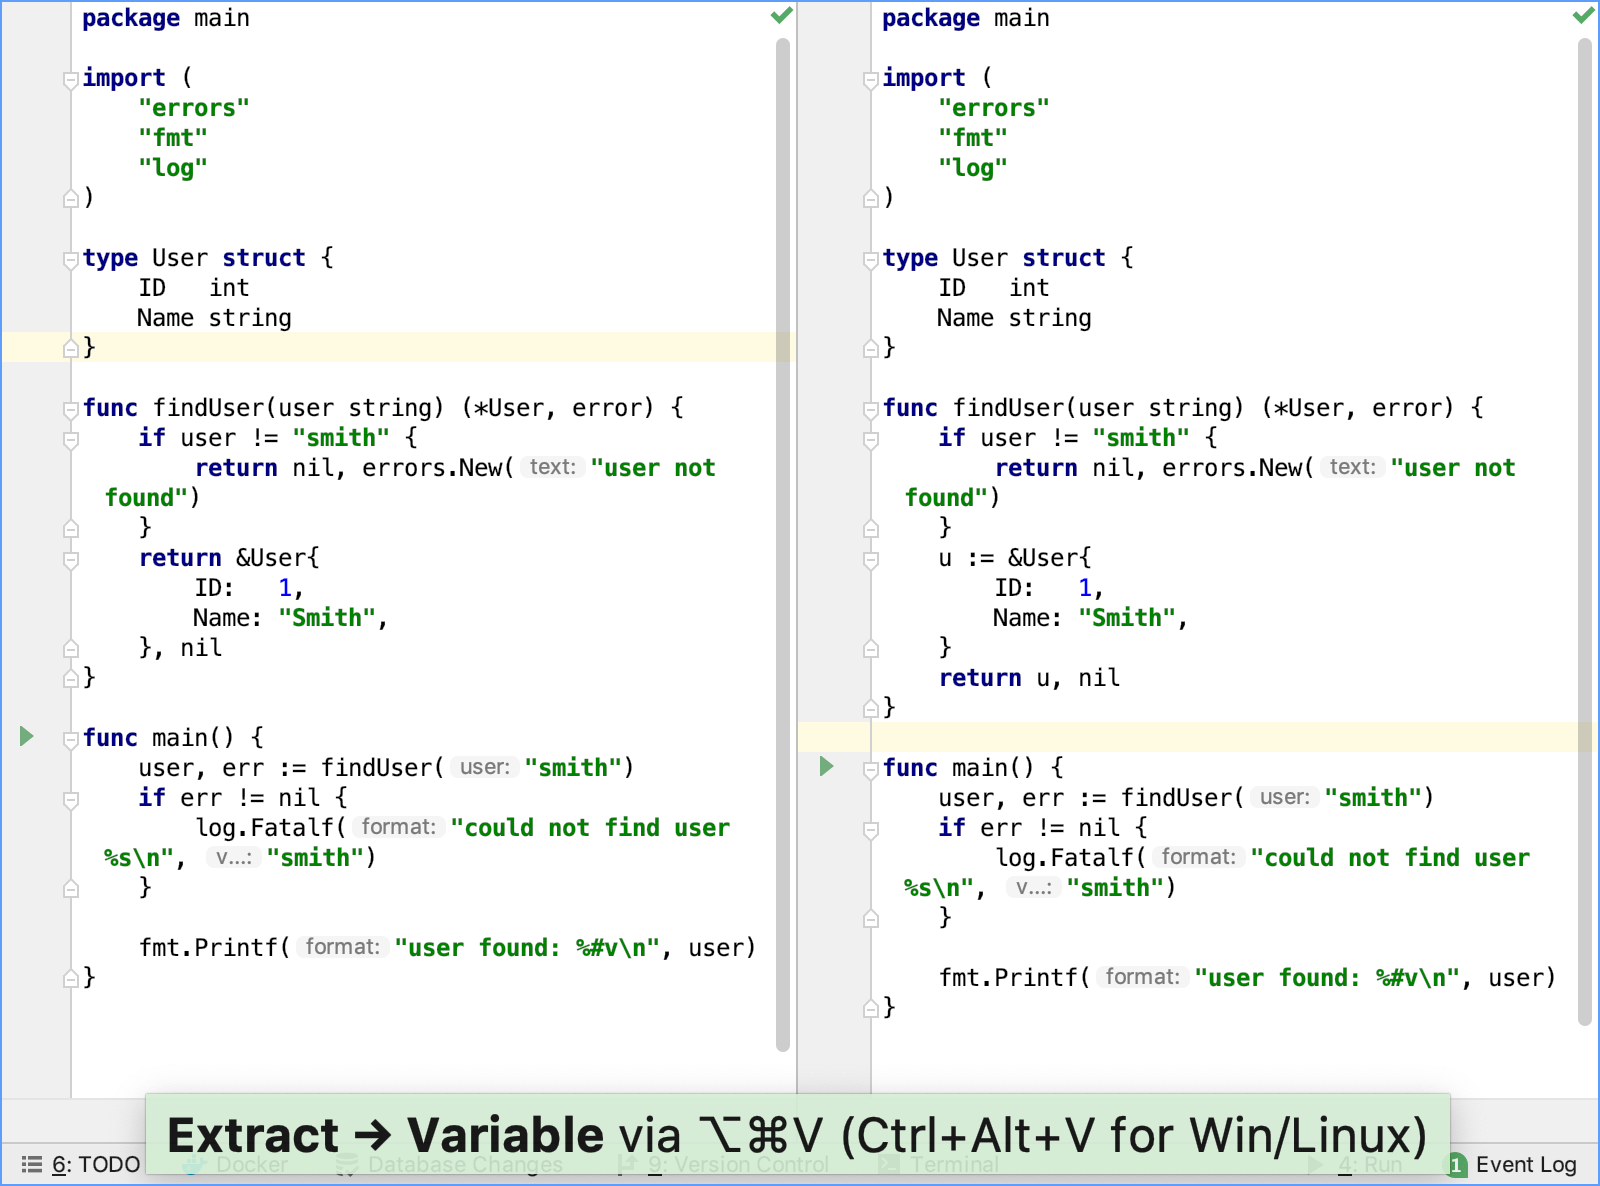 package main
import (
"errors"
"fmt"
"log"
)
type User struct {
ID int
Name string
}
func findUser(user string) (*User, error) {
if user != "smith" {
return nil, errors.New( text: "user not
found")
}
return &User{
ID: 1,
Name: "Smith",
}, nil
}
func main() {
user, err := findUser( user: "smith")
if err != nil {
log.Fatalf( format: "could not find user
%s\n", v...: "smith")
}
fmt.Printf( format: "user found: %#v\n", user)
}
package main
import (
"errors"
"fmt"
"log"
)
type User struct {
ID int
Name string
}
func findUser(user string) (*User, error) {
if user != "smith" {
return nil, errors.New( text: "user not
found")
}
u := &User{
ID: 1,
Name: "Smith",
}
return u, nil
}
func main() {
user, err := findUser( user: "smith")
if err != nil {
log.Fatalf( format: "could not find user
%s\n", v...: "smith")
}
fmt.Printf( format: "user found: %#v\n", user)
}
Extract → Variable via ⌥⌘V (Ctrl+Alt+V for Win/Linux)
6: TODO Docker Database Changes 9: Version Control Terminal 4: Run 1 Event Log